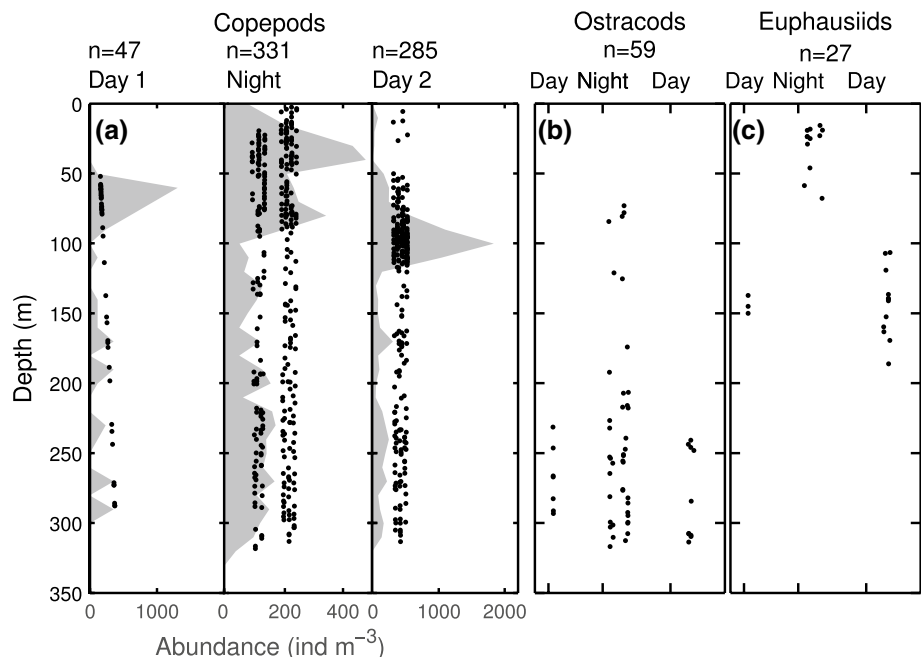 Copepods
n=47 n=331 n=285
Day 1 Night Day 2
Ostracods
n=59
Day Night Day
Euphausiids
n=27
Day Night Day
(a) (b) (c)
0
50
100
150
200
250
300
350
Depth (m)
0 1000 0 200 400 0 1000 2000
Abundance (ind m⁻³)